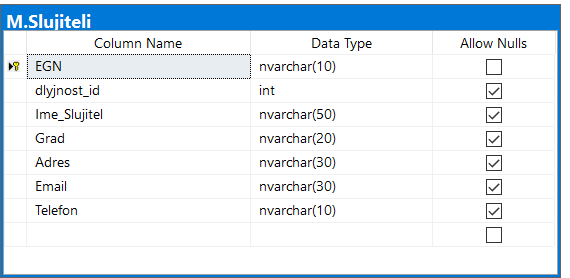 M.Slujiteli
Column Name Data Type Allow Nulls
EGN nvarchar(10)
dlyjnost_id int
Ime_Slujitel nvarchar(50)
Grad nvarchar(20)
Adres nvarchar(30)
Email nvarchar(30)
Telefon nvarchar(10)